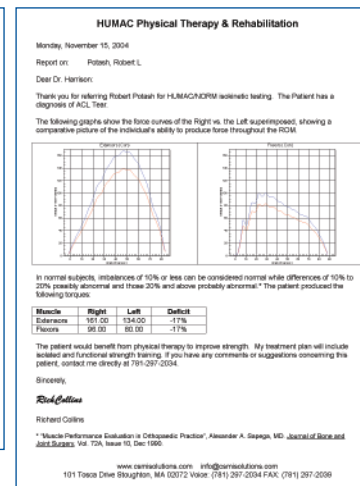 HUMAC Physical Therapy & Rehabilitation
Monday, November 15, 2004
Report on: Potash, Robert L
Dear Dr. Harrison:
Thank you for referring Robert Potash for HUMAC/NORM isokinetic testing. The Patient has a
diagnosis of ACL Tear.
The following graphs show the force curves of the Right vs. the Left superimposed, showing a
comparative picture of the individual's ability to produce force throughout the ROM.
In normal subjects, imbalances of 10% or less can be considered normal while differences of 10% to
20% possibly abnormal and those 20% and above probably abnormal.* The patient produced the
following torques:
Muscle Right Left Deficit
Extensors 161.00 134.00 -17%
Flexors 96.00 80.00 -17%
The patient would benefit from physical therapy to improve strength. My treatment plan will include
isolated and functional strength training. If you have any comments or suggestions concerning this
patient, contact me directly at 781-297-2034.
Sincerely,
Rick Collins
Richard Collins
* "Muscle Performance Evaluation in Orthopaedic Practice", Alexander A. Sapega, MD. Journal of Bone and
Joint Surgery, Vol. 72A, Issue 10, Dec 1990.
www.csmisolutions.com info@csmisolutions.com
101 Tosca Drive Stoughton, MA 02072 Voice: (781) 297-2034 FAX: (781) 297-2039